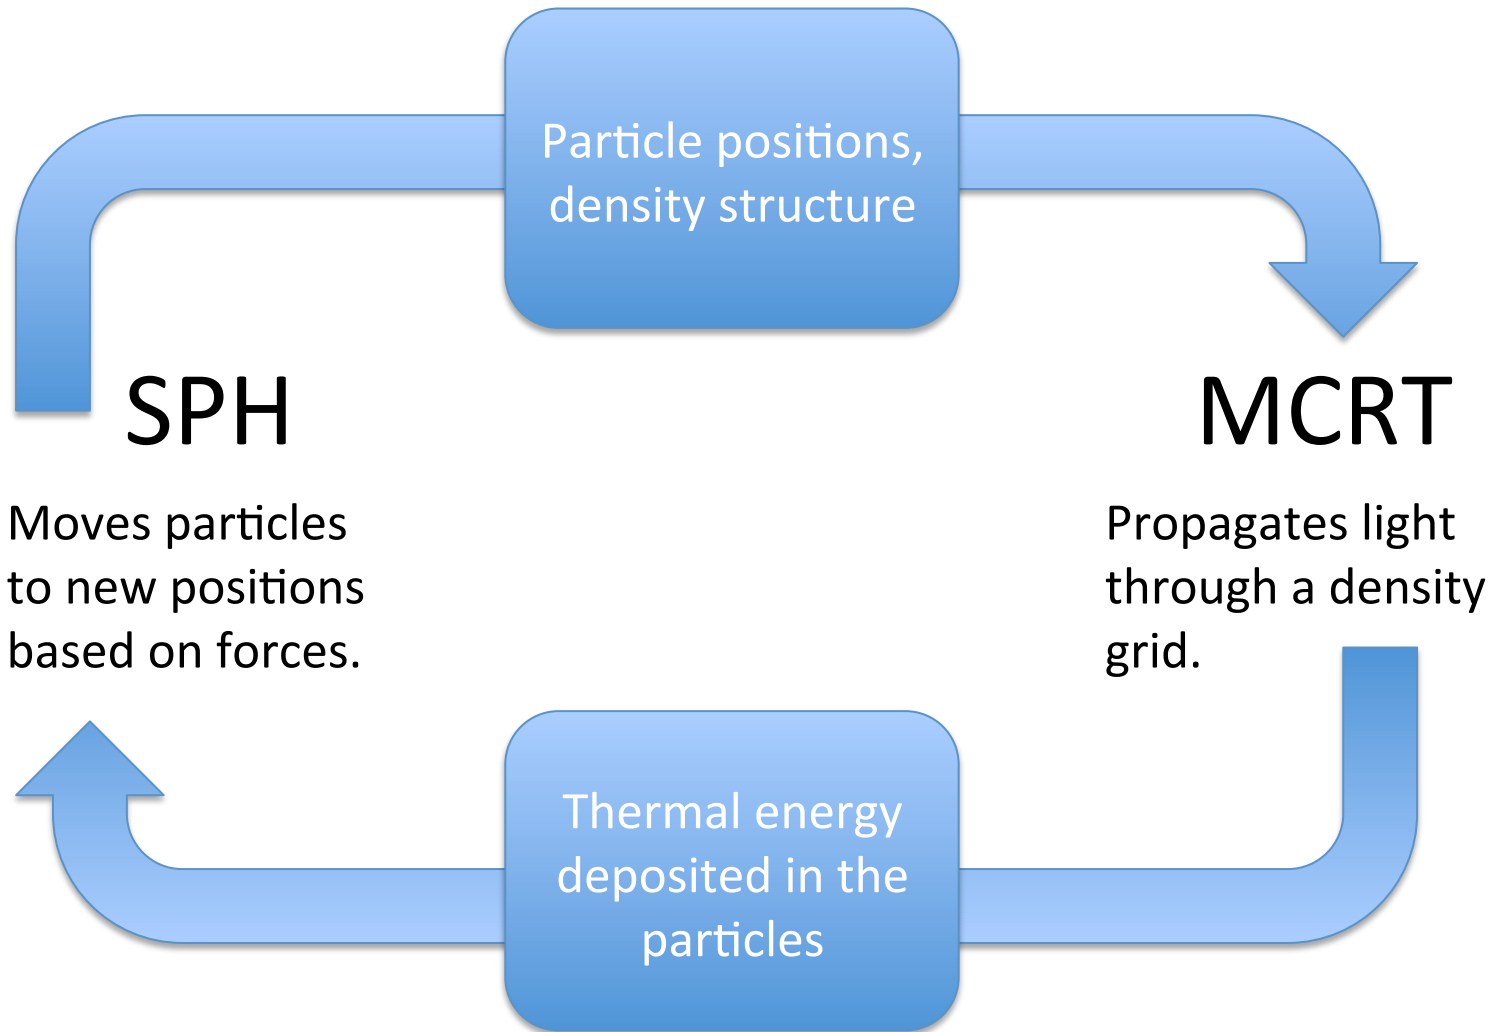 Particle positions,
density structure
SPH
Moves particles
to new positions
based on forces.
MCRT
Propagates light
through a density
grid.
Thermal energy
deposited in the
particles